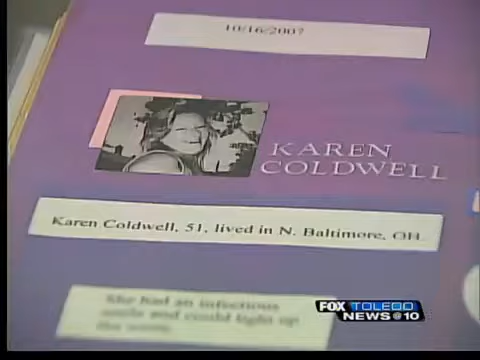 10/16/2007
KAREN
COLDWELL
Karen Coldwell, 51, lived in N. Baltimore, OH.
She had an infectious
smile and could light up
the room.
FOX TOLEDO
NEWS @ 10